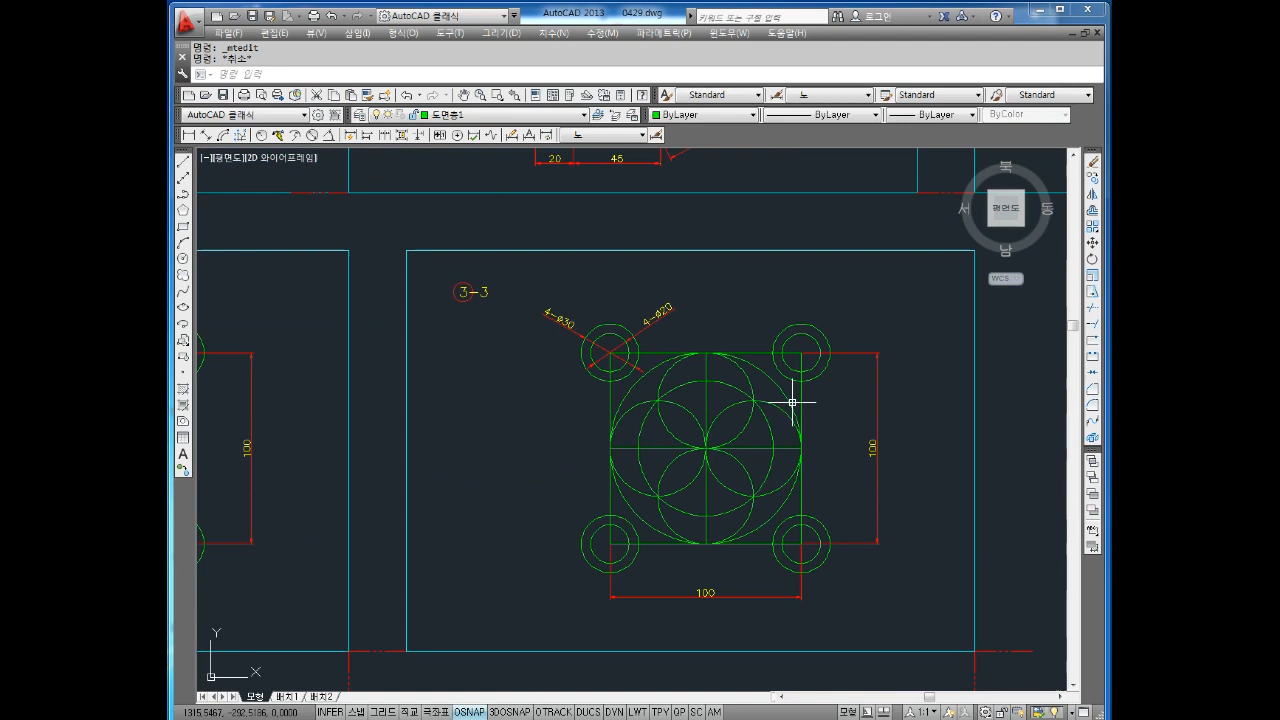 AutoCAD 클래식
AutoCAD 2013 0429.dwg
키워드 또는 구 입력
로그인
파일(F) 편집(E) 뷰(V) 삽입(I) 형식(O) 도구(T) 그리기(D) 치수(N) 수정(M) 파라메트릭(P) 윈도우(W) 도움말(H)
명령: _mtedit
명령: *취소*
명령 입력
Standard
Standard
Standard
AutoCAD 클래식
도면층1
ByLayer
ByLayer
ByLayer
ByColor
[-][평면도][2D 와이어프레임]
20
45
북
서
평면도
동
남
WCS
3-3
4-ø30
4-ø20
100
100
100
Y
X
모형 배치1 배치2
1315.5467, -292.5186, 0.0000
INFER 스냅 그리드 직교 극좌표 OSNAP 3DOSNAP OTRACK DUCS DYN LWT TPY QP SC AM
모형
1:1